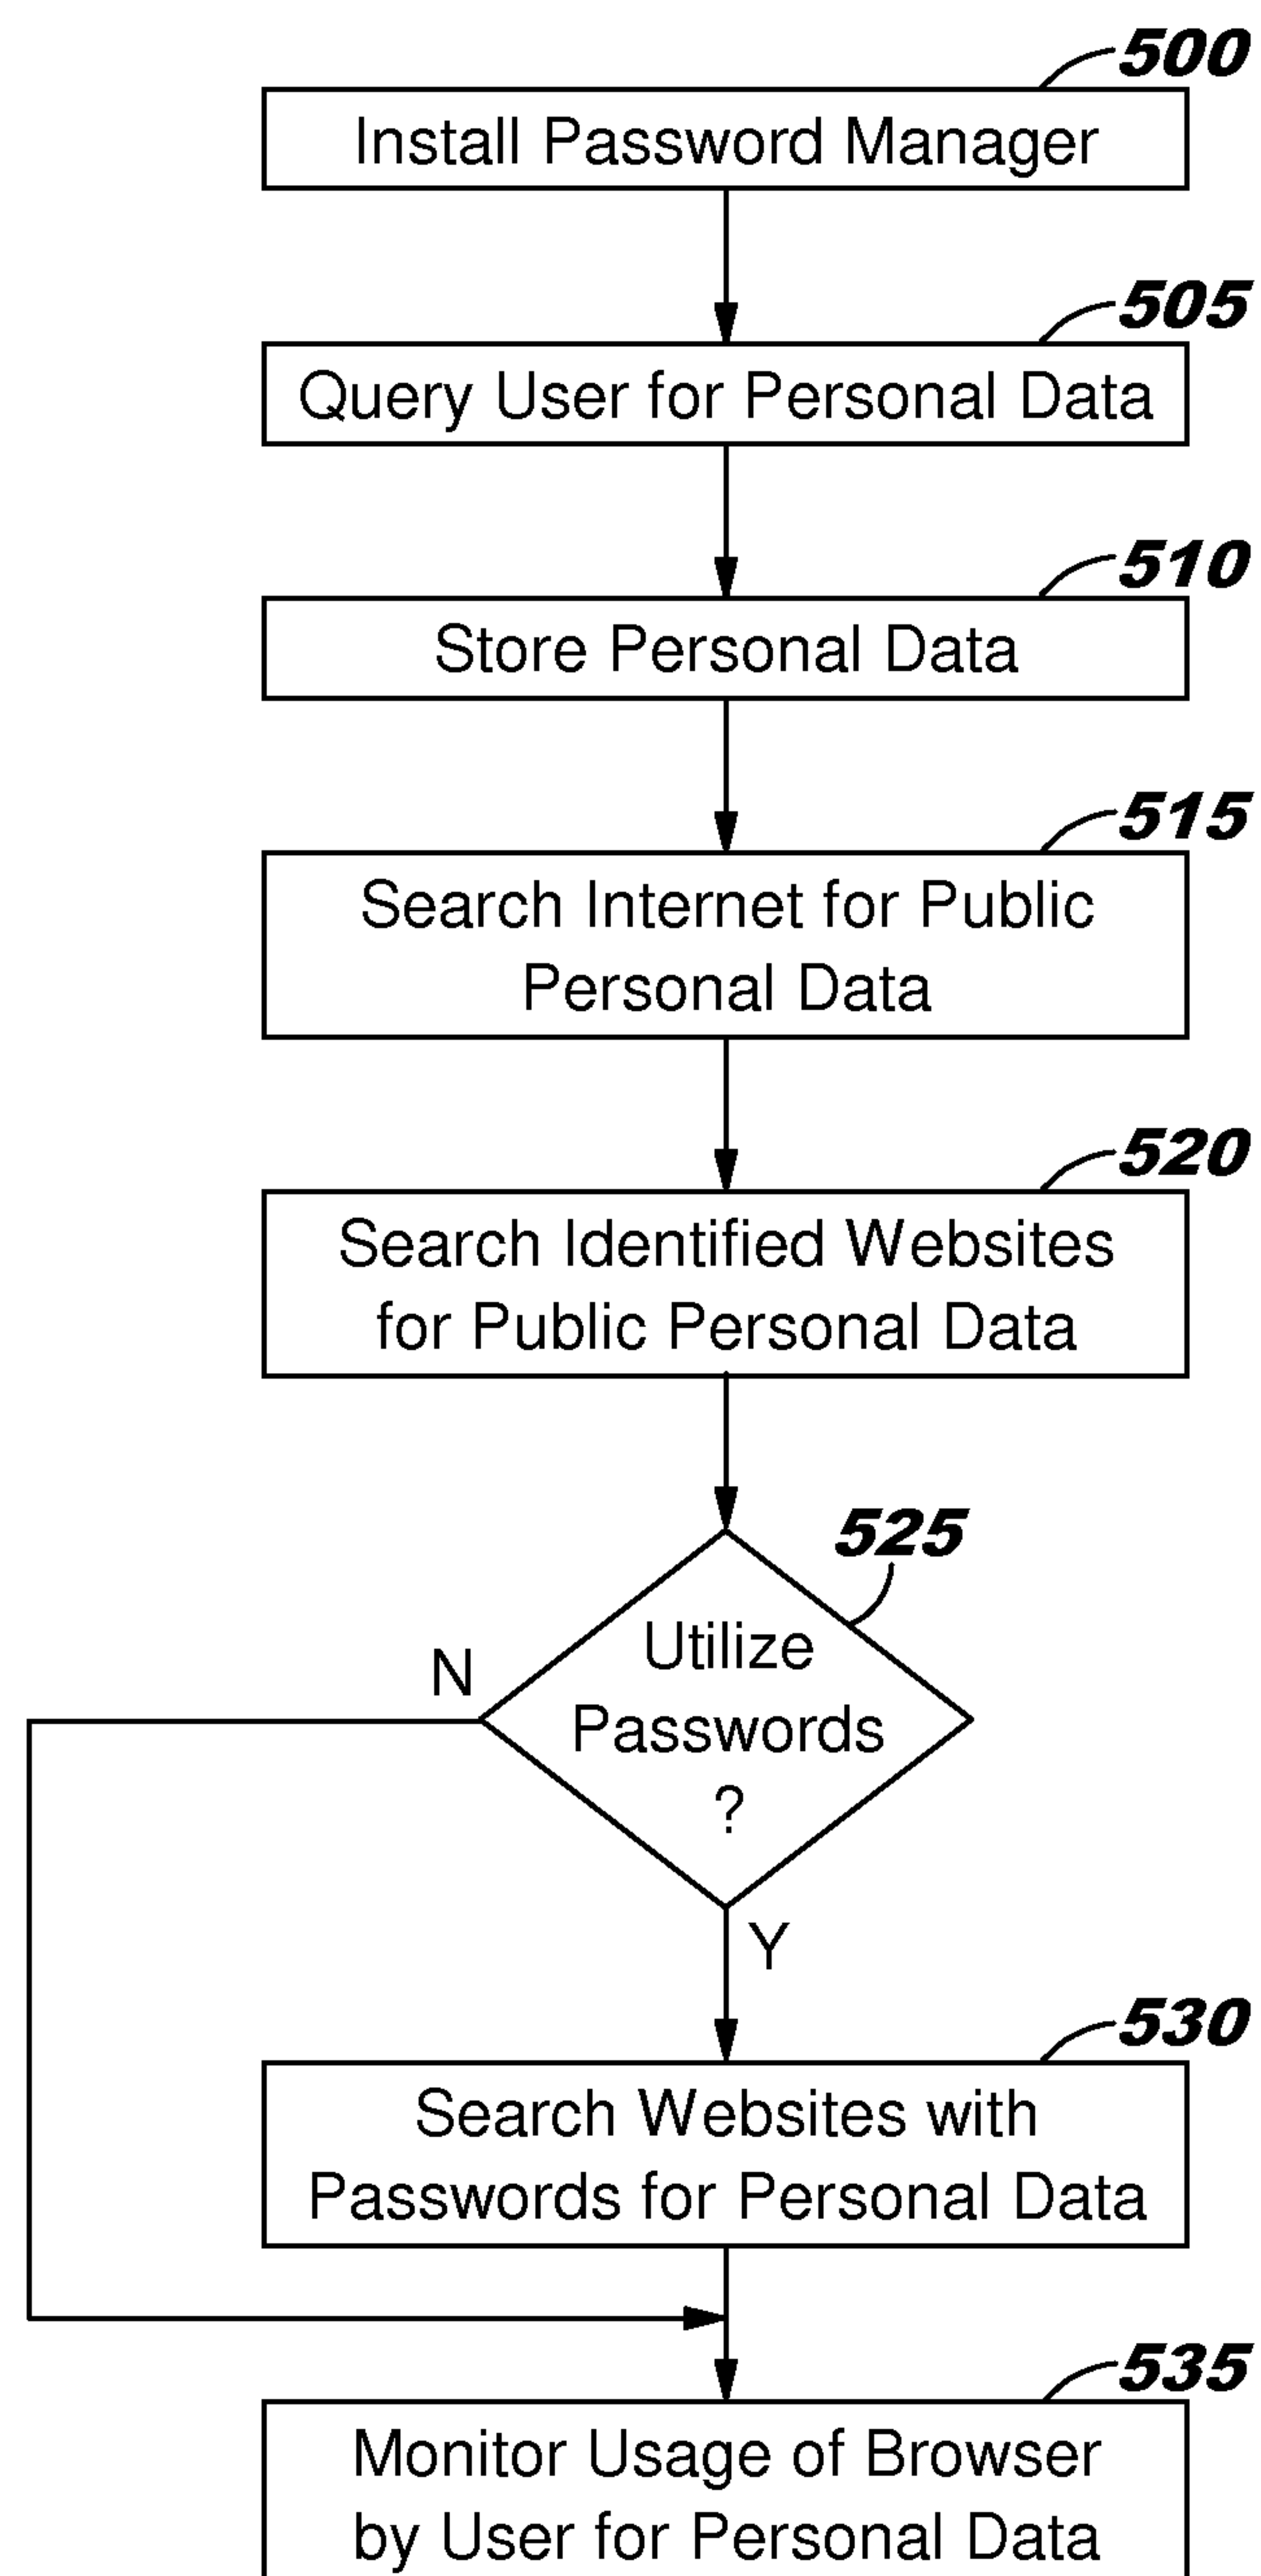 500
Install Password Manager
505
Query User for Personal Data
510
Store Personal Data
515
Search Internet for Public
Personal Data
520
Search Identified Websites
for Public Personal Data
525
Utilize
N
Passwords
?
Y
530
Search Websites with
Passwords for Personal Data
535
Monitor Usage of Browser
by User for Personal Data